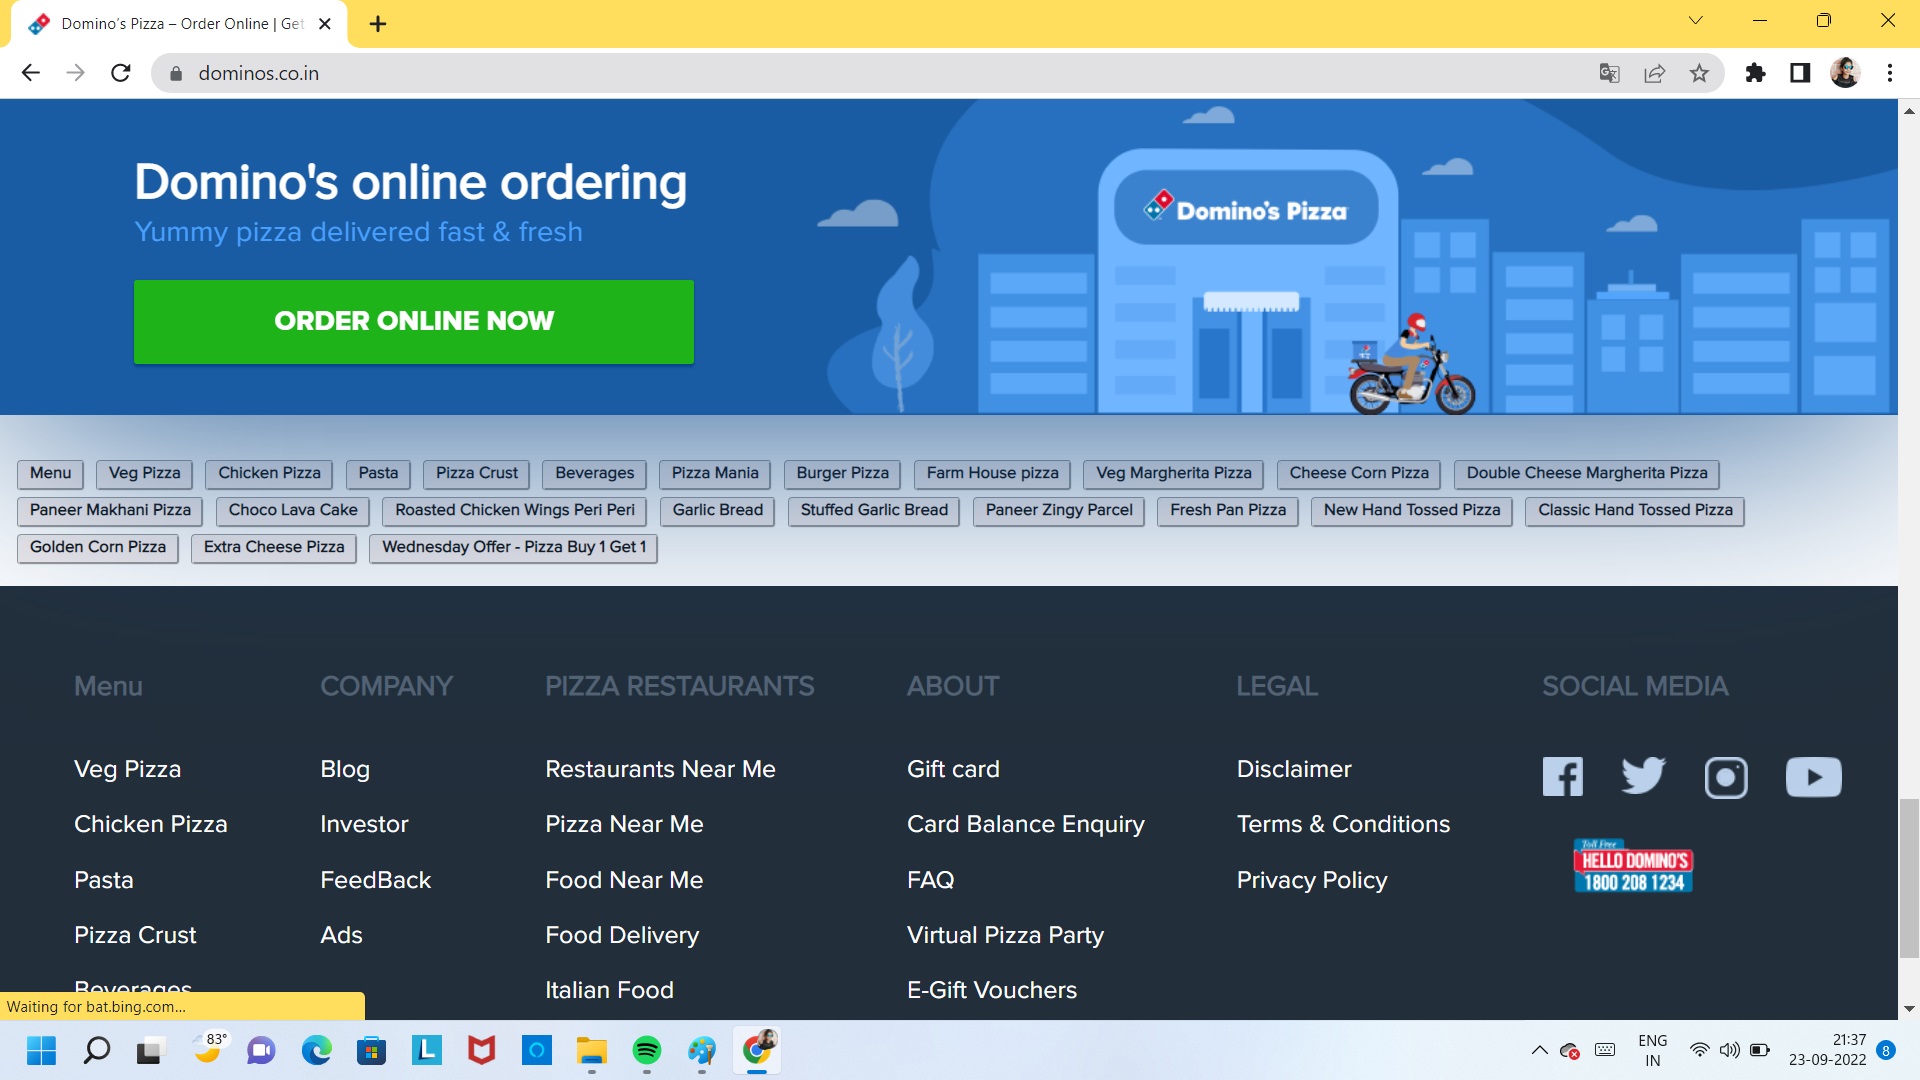 Domino's Pizza – Order Online | Get
dominos.co.in
Domino's online ordering
Yummy pizza delivered fast & fresh
ORDER ONLINE NOW
Domino's Pizza
Menu Veg Pizza Chicken Pizza Pasta Pizza Crust Beverages Pizza Mania Burger Pizza Farm House pizza Veg Margherita Pizza Cheese Corn Pizza Double Cheese Margherita Pizza
Paneer Makhani Pizza Choco Lava Cake Roasted Chicken Wings Peri Peri Garlic Bread Stuffed Garlic Bread Paneer Zingy Parcel Fresh Pan Pizza New Hand Tossed Pizza Classic Hand Tossed Pizza
Golden Corn Pizza Extra Cheese Pizza Wednesday Offer - Pizza Buy 1 Get 1
Menu
Veg Pizza
Chicken Pizza
Pasta
Pizza Crust
Beverages
COMPANY
Blog
Investor
FeedBack
Ads
PIZZA RESTAURANTS
Restaurants Near Me
Pizza Near Me
Food Near Me
Food Delivery
Italian Food
ABOUT
Gift card
Card Balance Enquiry
FAQ
Virtual Pizza Party
E-Gift Vouchers
LEGAL
Disclaimer
Terms & Conditions
Privacy Policy
SOCIAL MEDIA
Toll Free
HELLO DOMINO'S
1800 208 1234
Waiting for bat.bing.com...
83°
ENG
IN
21:37
23-09-2022
8